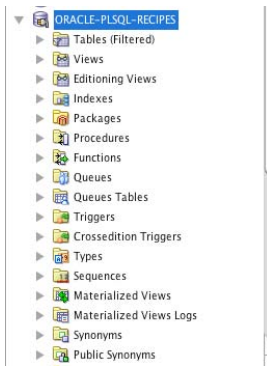 ORACLE-PLSQL-RECIPES
Tables (Filtered)
Views
Editioning Views
Indexes
Packages
Procedures
Functions
Queues
Queues Tables
Triggers
Crossedition Triggers
Types
Sequences
Materialized Views
Materialized Views Logs
Synonyms
Public Synonyms